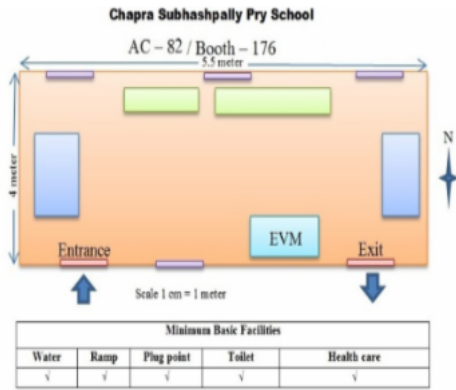 Chapra Subhashpally Pry School
AC – 82 / Booth – 176
5.5 meter
4 meter
N
Entrance
EVM
Exit
Scale 1 cm = 1 meter
Minimum Basic Facilities
Water Ramp Plug point Toilet Health care
√ √ √ √ √